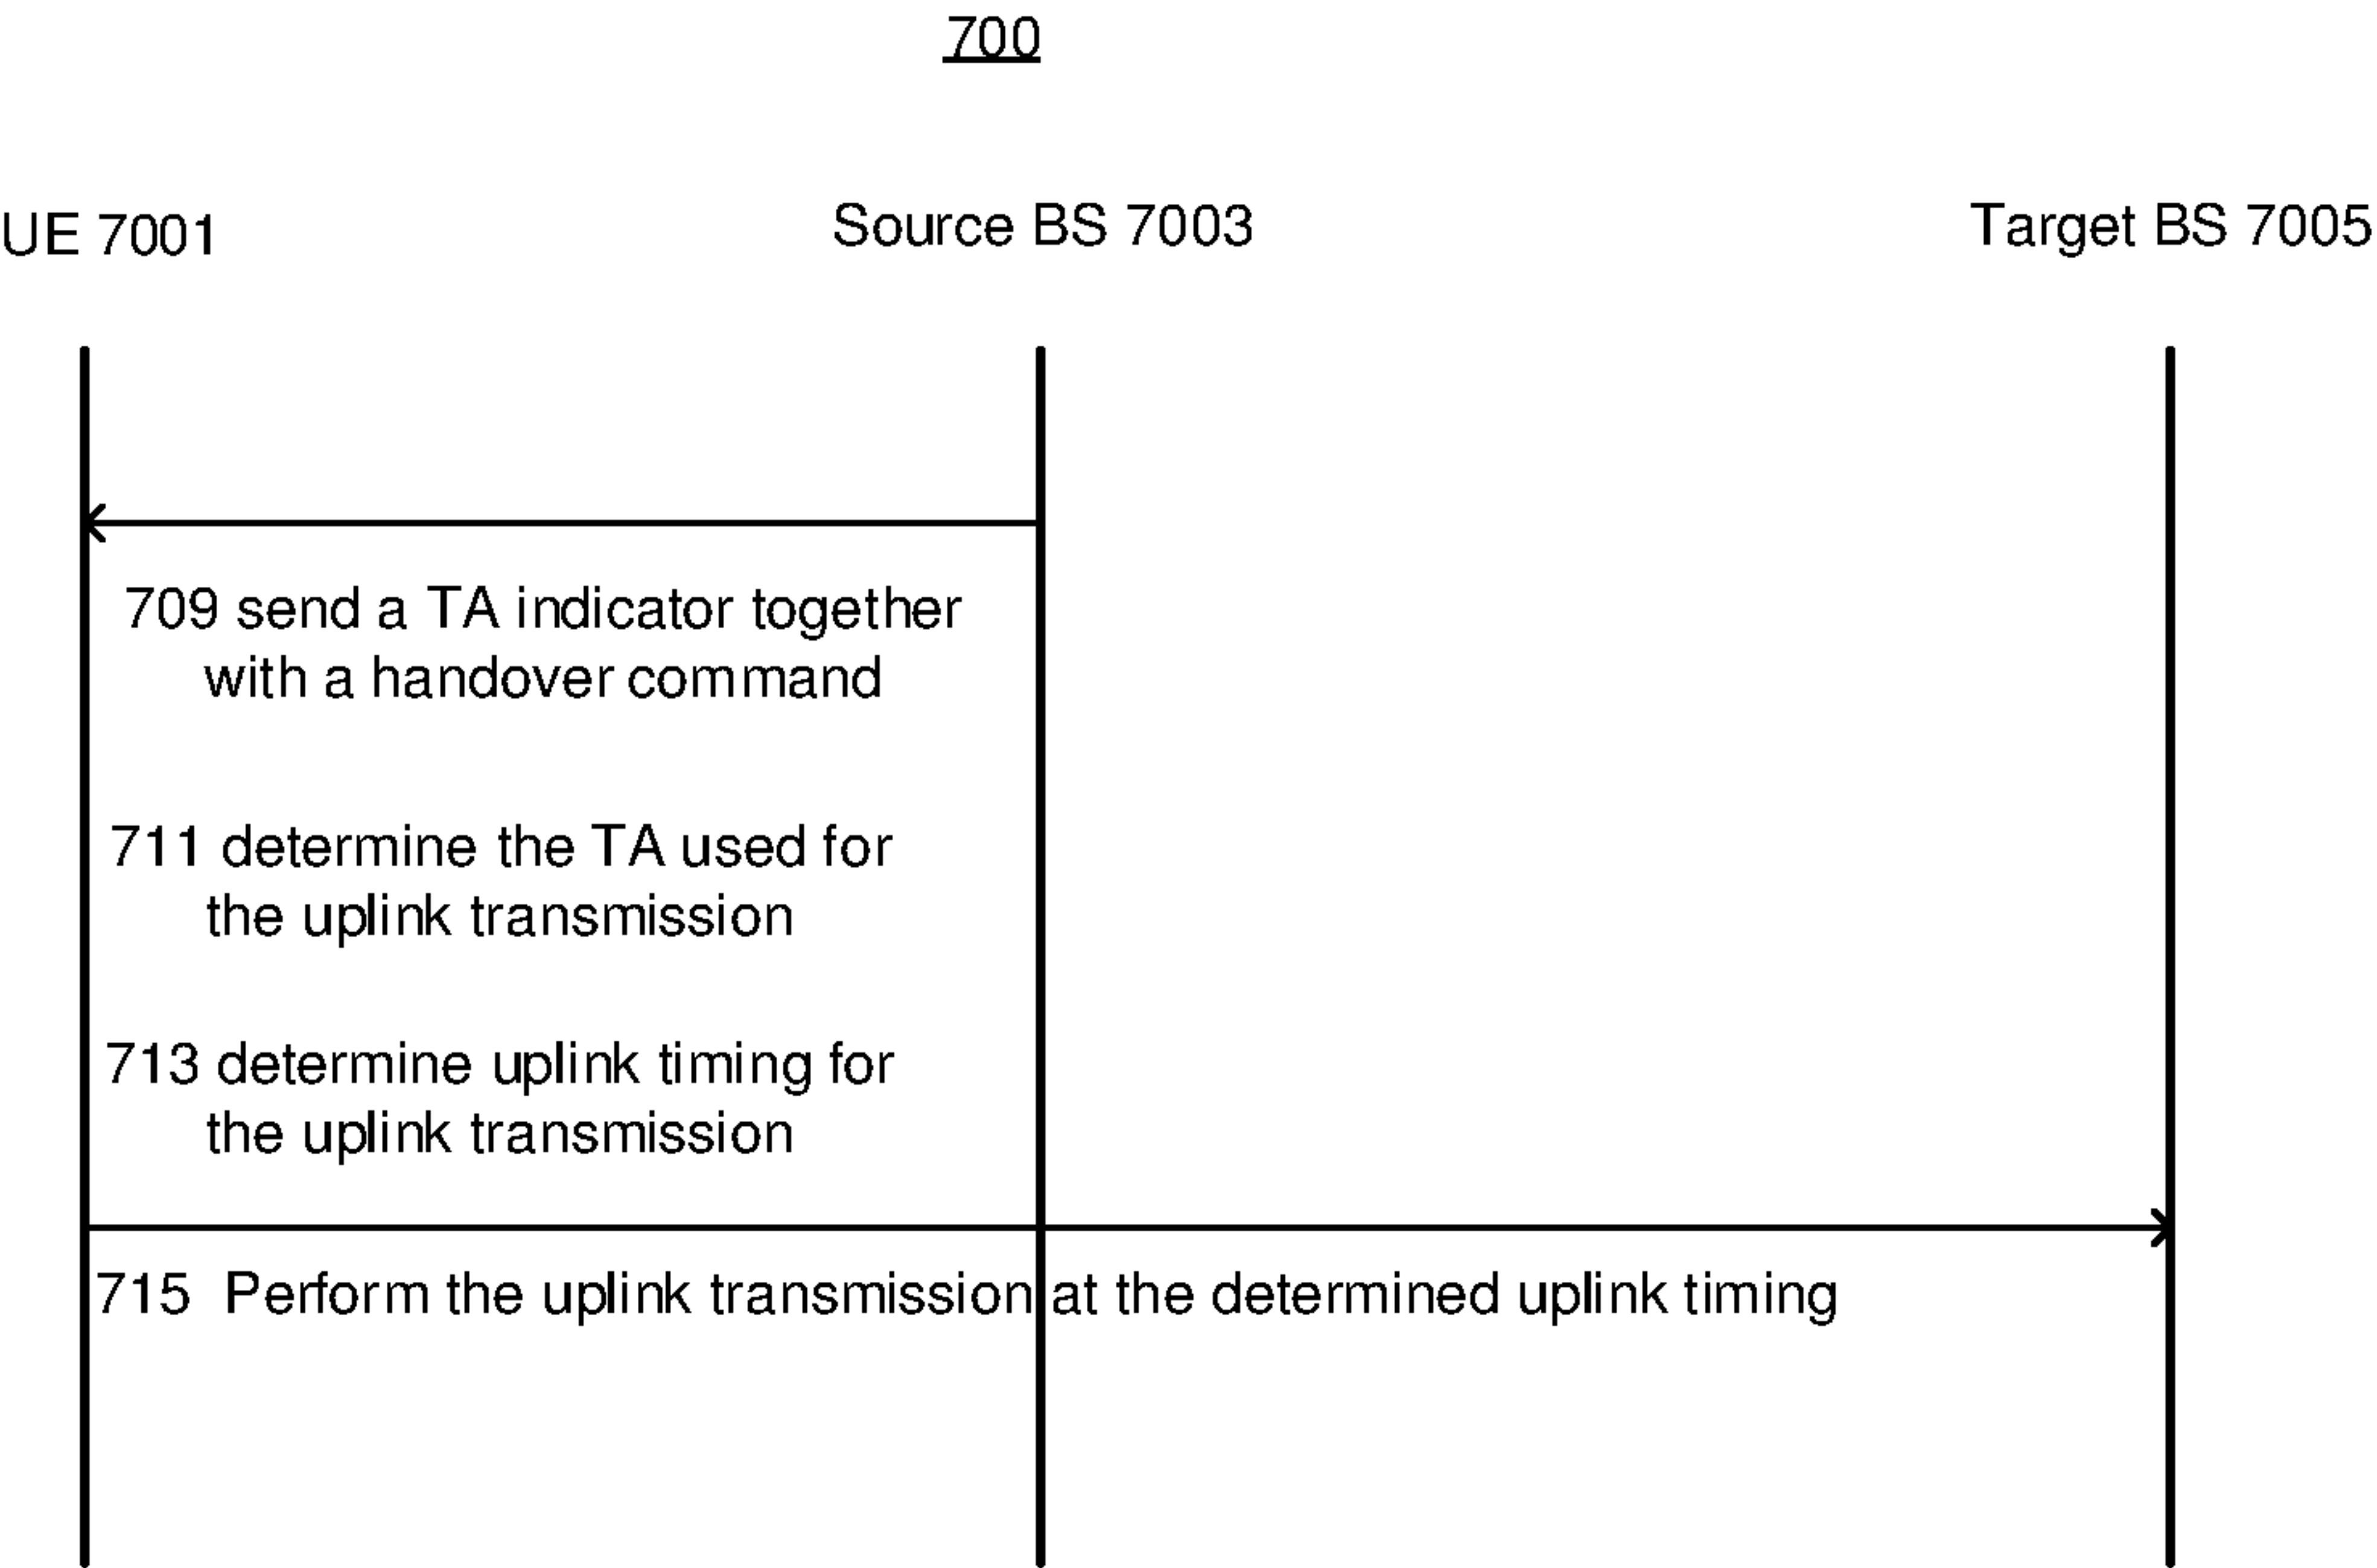 700
UE 7001
Source BS 7003
Target BS 7005
709 send a TA indicator together
with a handover command
711 determine the TA used for
the uplink transmission
713 determine uplink timing for
the uplink transmission
715 Perform the uplink transmission at the determined uplink timing